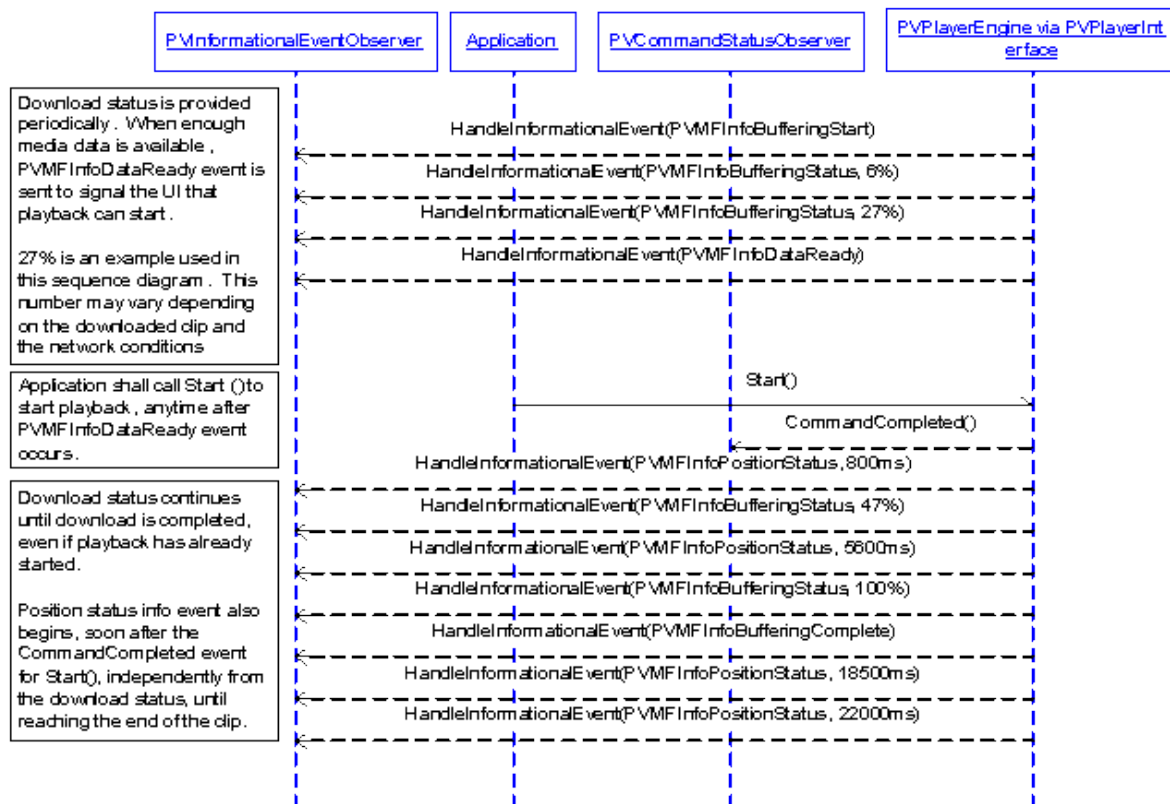 PVInformationalEventObserver
Application
PVCommandStatusObserver
PVPlayerEngine via PVPlayerInt
erface
Download status is provided
periodically. When enough
media data is available,
PVMFInfoDataReady event is
sent to signal the UI that
playback can start.
27% is an example used in
this sequence diagram. This
number may vary depending
on the downloaded clip and
the network conditions
HandleInformationalEvent(PVMFInfoBufferingStart)
HandleInformationalEvent(PVMFInfoBufferingStatus, 6%)
HandleInformationalEvent(PVMFInfoBufferingStatus, 27%)
HandleInformationalEvent(PVMFInfoDataReady)
Application shall call Start () to
start playback, anytime after
PVMFInfoDataReady event
occurs.
Start()
CommandCompleted()
HandleInformationalEvent(PVMFInfoPositionStatus, 800ms)
Download status continues
until download is completed,
even if playback has already
started.
Position status info event also
begins, soon after the
CommandCompleted event
for Start(), independently from
the download status, until
reaching the end of the clip.
HandleInformationalEvent(PVMFInfoBufferingStatus, 47%)
HandleInformationalEvent(PVMFInfoPositionStatus, 5600ms)
HandleInformationalEvent(PVMFInfoBufferingStatus, 100%)
HandleInformationalEvent(PVMFInfoBufferingComplete)
HandleInformationalEvent(PVMFInfoPositionStatus, 18500ms)
HandleInformationalEvent(PVMFInfoPositionStatus, 22000ms)